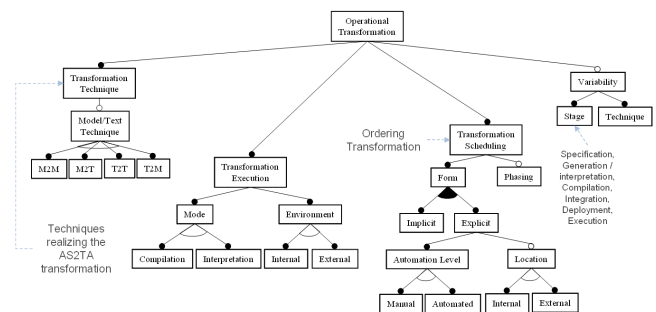 Operational
Transformation
Transformation
Technique
Variability
Model/Text
Technique
Stage
Technique
Ordering
Transformation
Transformation
Scheduling
M2M
M2T
T2T
T2M
Transformation
Execution
Form
Phasing
Specification,
Generation /
interpretation,
Compilation,
Integration,
Deployment,
Execution
Mode
Environment
Implicit
Explicit
Techniques
realizing the
AS2TA
transformation
Compilation
Interpretation
Internal
External
Automation Level
Location
Manual
Automated
Internal
External